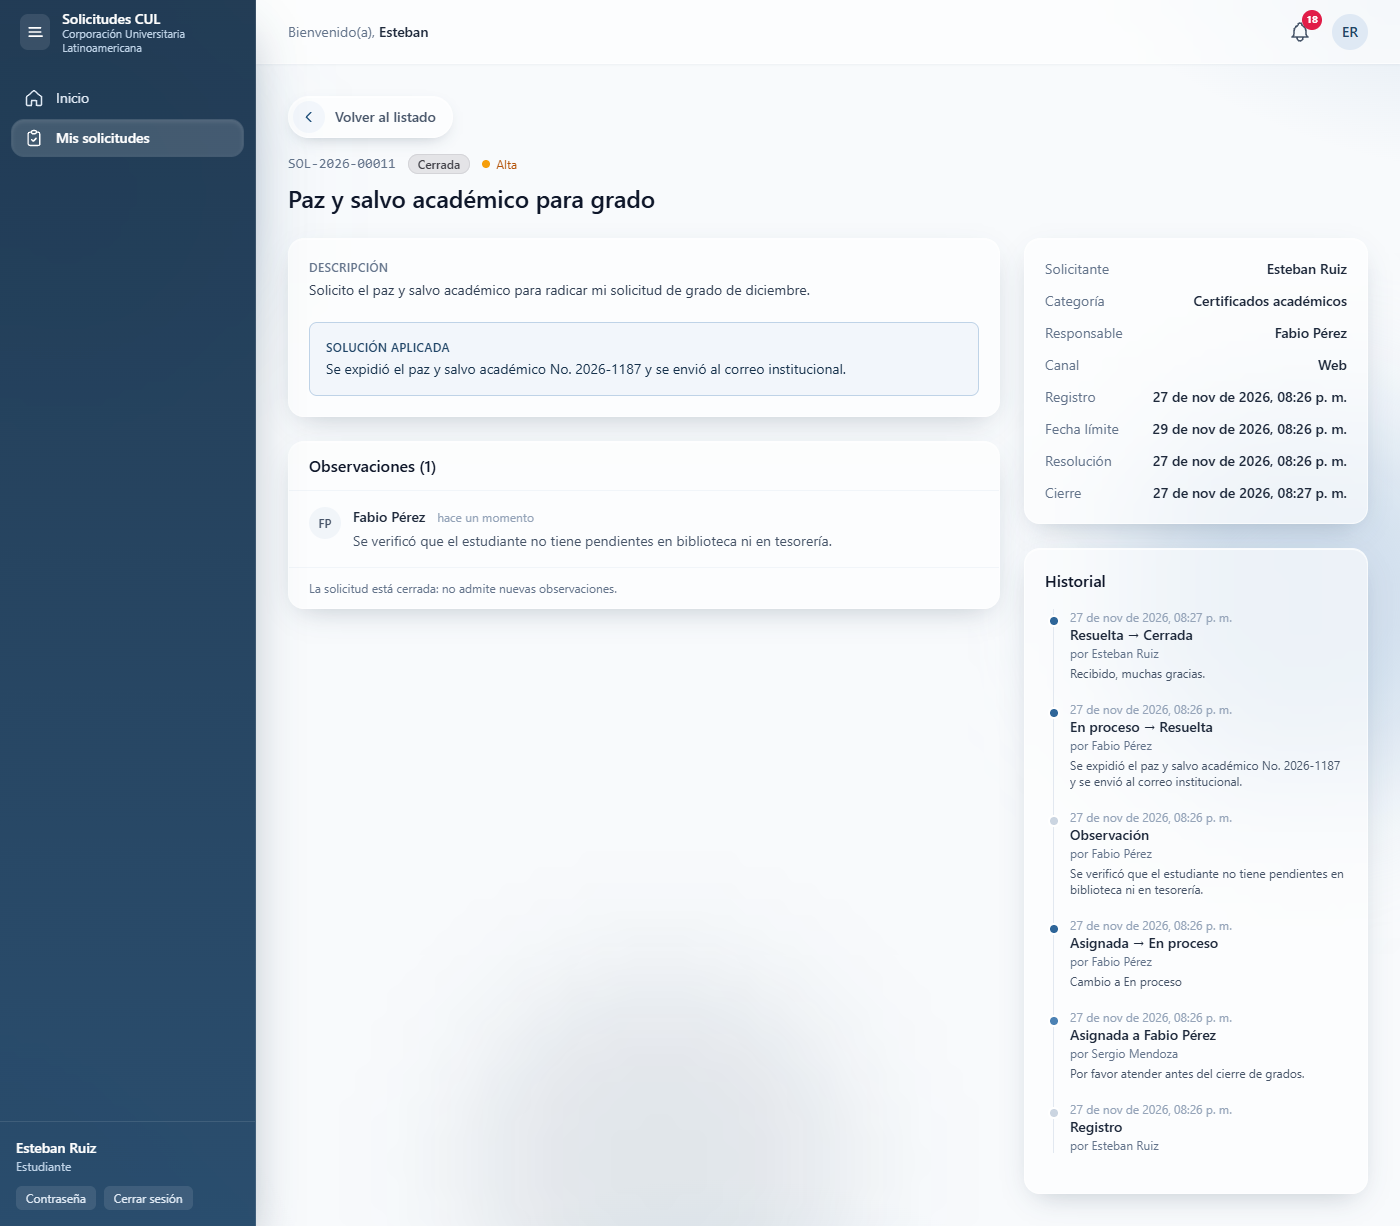 Solicitudes CUL
Corporación Universitaria
Latinoamericana
Inicio
Mis solicitudes
Esteban Ruiz
Estudiante
Contraseña
Cerrar sesión
Bienvenido(a), Esteban
18
ER
Volver al listado
SOL-2026-00011 Cerrada Alta
Paz y salvo académico para grado
DESCRIPCIÓN
Solicito el paz y salvo académico para radicar mi solicitud de grado de diciembre.
SOLUCIÓN APLICADA
Se expidió el paz y salvo académico No. 2026-1187 y se envió al correo institucional.
Observaciones (1)
FP
Fabio Pérez hace un momento
Se verificó que el estudiante no tiene pendientes en biblioteca ni en tesorería.
La solicitud está cerrada: no admite nuevas observaciones.
Solicitante Esteban Ruiz
Categoría Certificados académicos
Responsable Fabio Pérez
Canal Web
Registro 27 de nov de 2026, 08:26 p. m.
Fecha límite 29 de nov de 2026, 08:26 p. m.
Resolución 27 de nov de 2026, 08:26 p. m.
Cierre 27 de nov de 2026, 08:27 p. m.
Historial
27 de nov de 2026, 08:27 p. m.
Resuelta → Cerrada
por Esteban Ruiz
Recibido, muchas gracias.
27 de nov de 2026, 08:26 p. m.
En proceso → Resuelta
por Fabio Pérez
Se expidió el paz y salvo académico No. 2026-1187
y se envió al correo institucional.
27 de nov de 2026, 08:26 p. m.
Observación
por Fabio Pérez
Se verificó que el estudiante no tiene pendientes en
biblioteca ni en tesorería.
27 de nov de 2026, 08:26 p. m.
Asignada → En proceso
por Fabio Pérez
Cambio a En proceso
27 de nov de 2026, 08:26 p. m.
Asignada a Fabio Pérez
por Sergio Mendoza
Por favor atender antes del cierre de grados.
27 de nov de 2026, 08:26 p. m.
Registro
por Esteban Ruiz